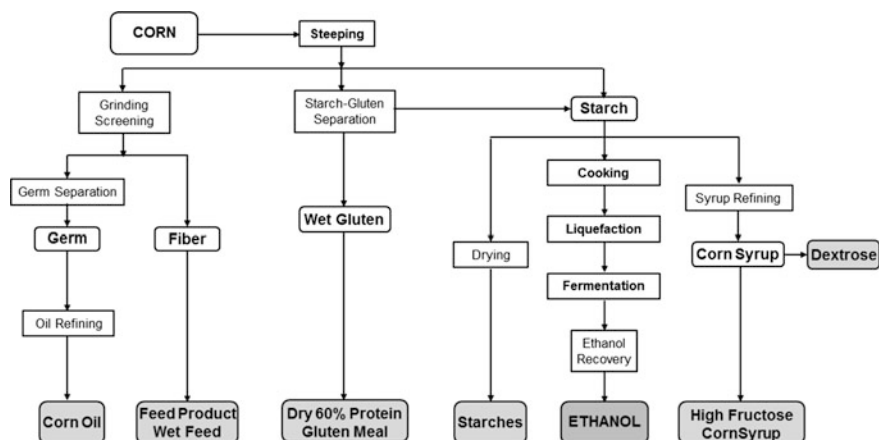 CORN
Steeping
Grinding
Screening
Starch-Gluten
Separation
Starch
Germ Separation
Cooking
Syrup Refining
Germ
Fiber
Wet Gluten
Liquefaction
Drying
Corn Syrup
Dextrose
Fermentation
Oil Refining
Ethanol
Recovery
Corn Oil
Feed Product
Wet Feed
Dry 60% Protein
Gluten Meal
Starches
ETHANOL
High Fructose
CornSyrup